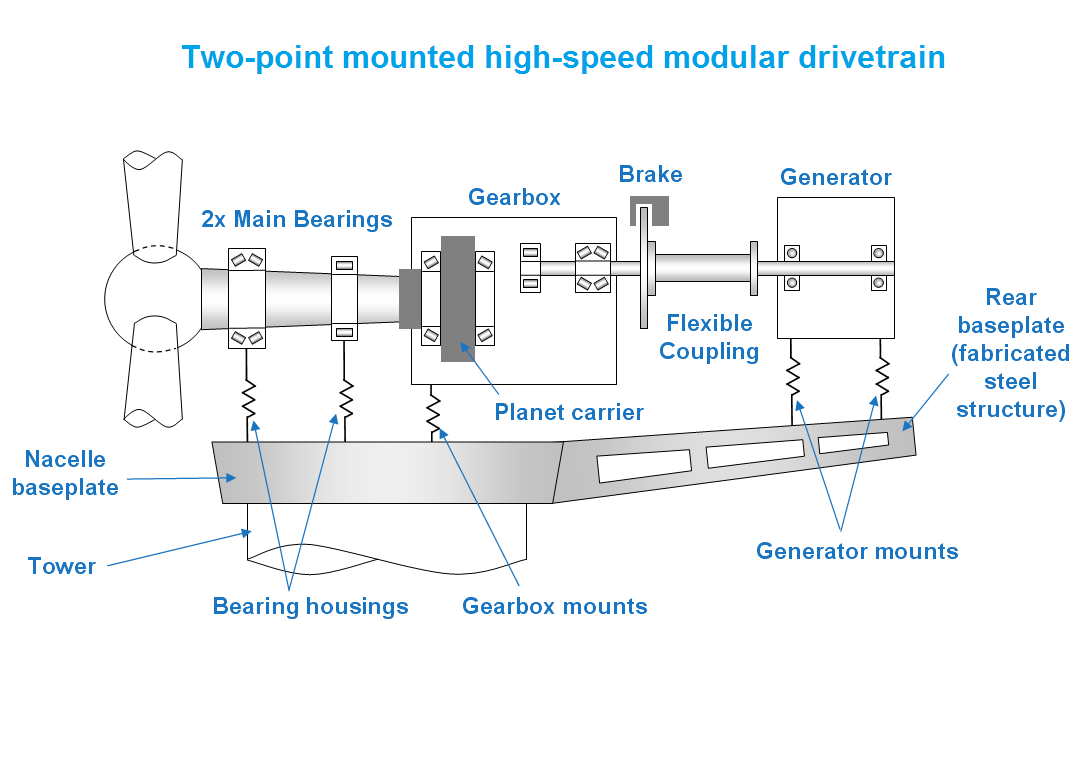 Two-point mounted high-speed modular drivetrain
Brake
Generator
Gearbox
2x Main Bearings
Rear
baseplate
(fabricated
steel
structure)
Flexible
Coupling
Planet carrier
Nacelle
baseplate
Generator mounts
Tower
Bearing housings
Gearbox mounts